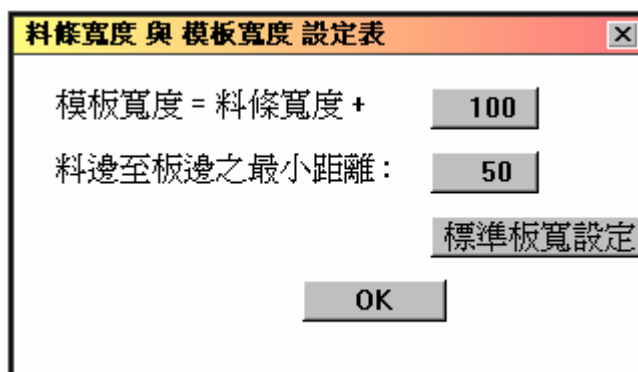 料條寬度 與 模板寬度 設定表
模板寬度 = 料條寬度 + 100
料邊至板邊之最小距離 : 50
標準板寬設定
OK